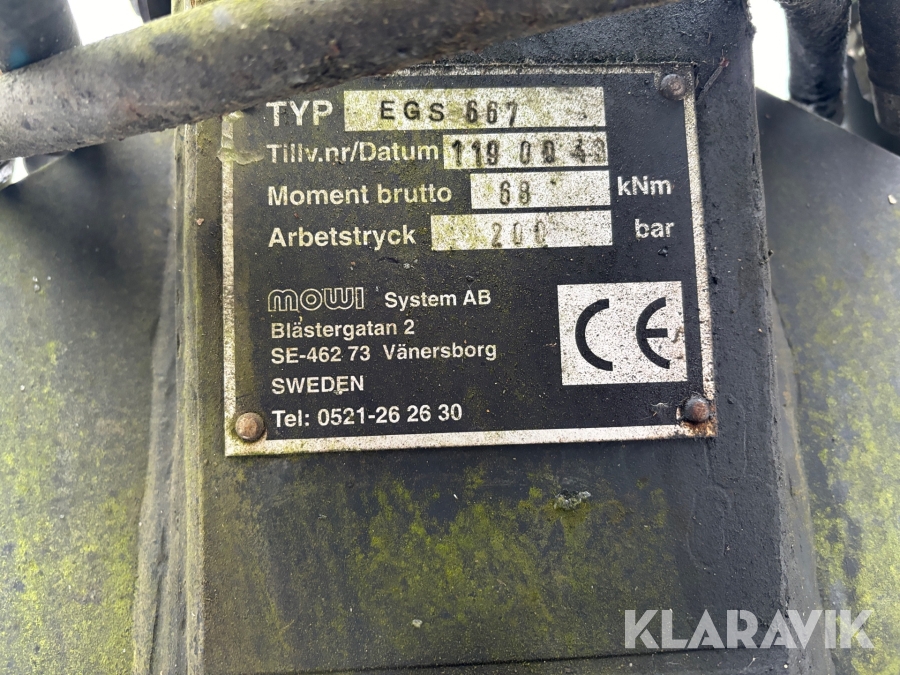 TYP EGS 667
Tillv.nr/Datum
Moment brutto 68 kNm
Arbetstryck 200 bar
mowi System AB
Blästergatan 2
SE-462 73 Vänersborg
SWEDEN
Tel: 0521-26 26 30
CE
KLARAVIK